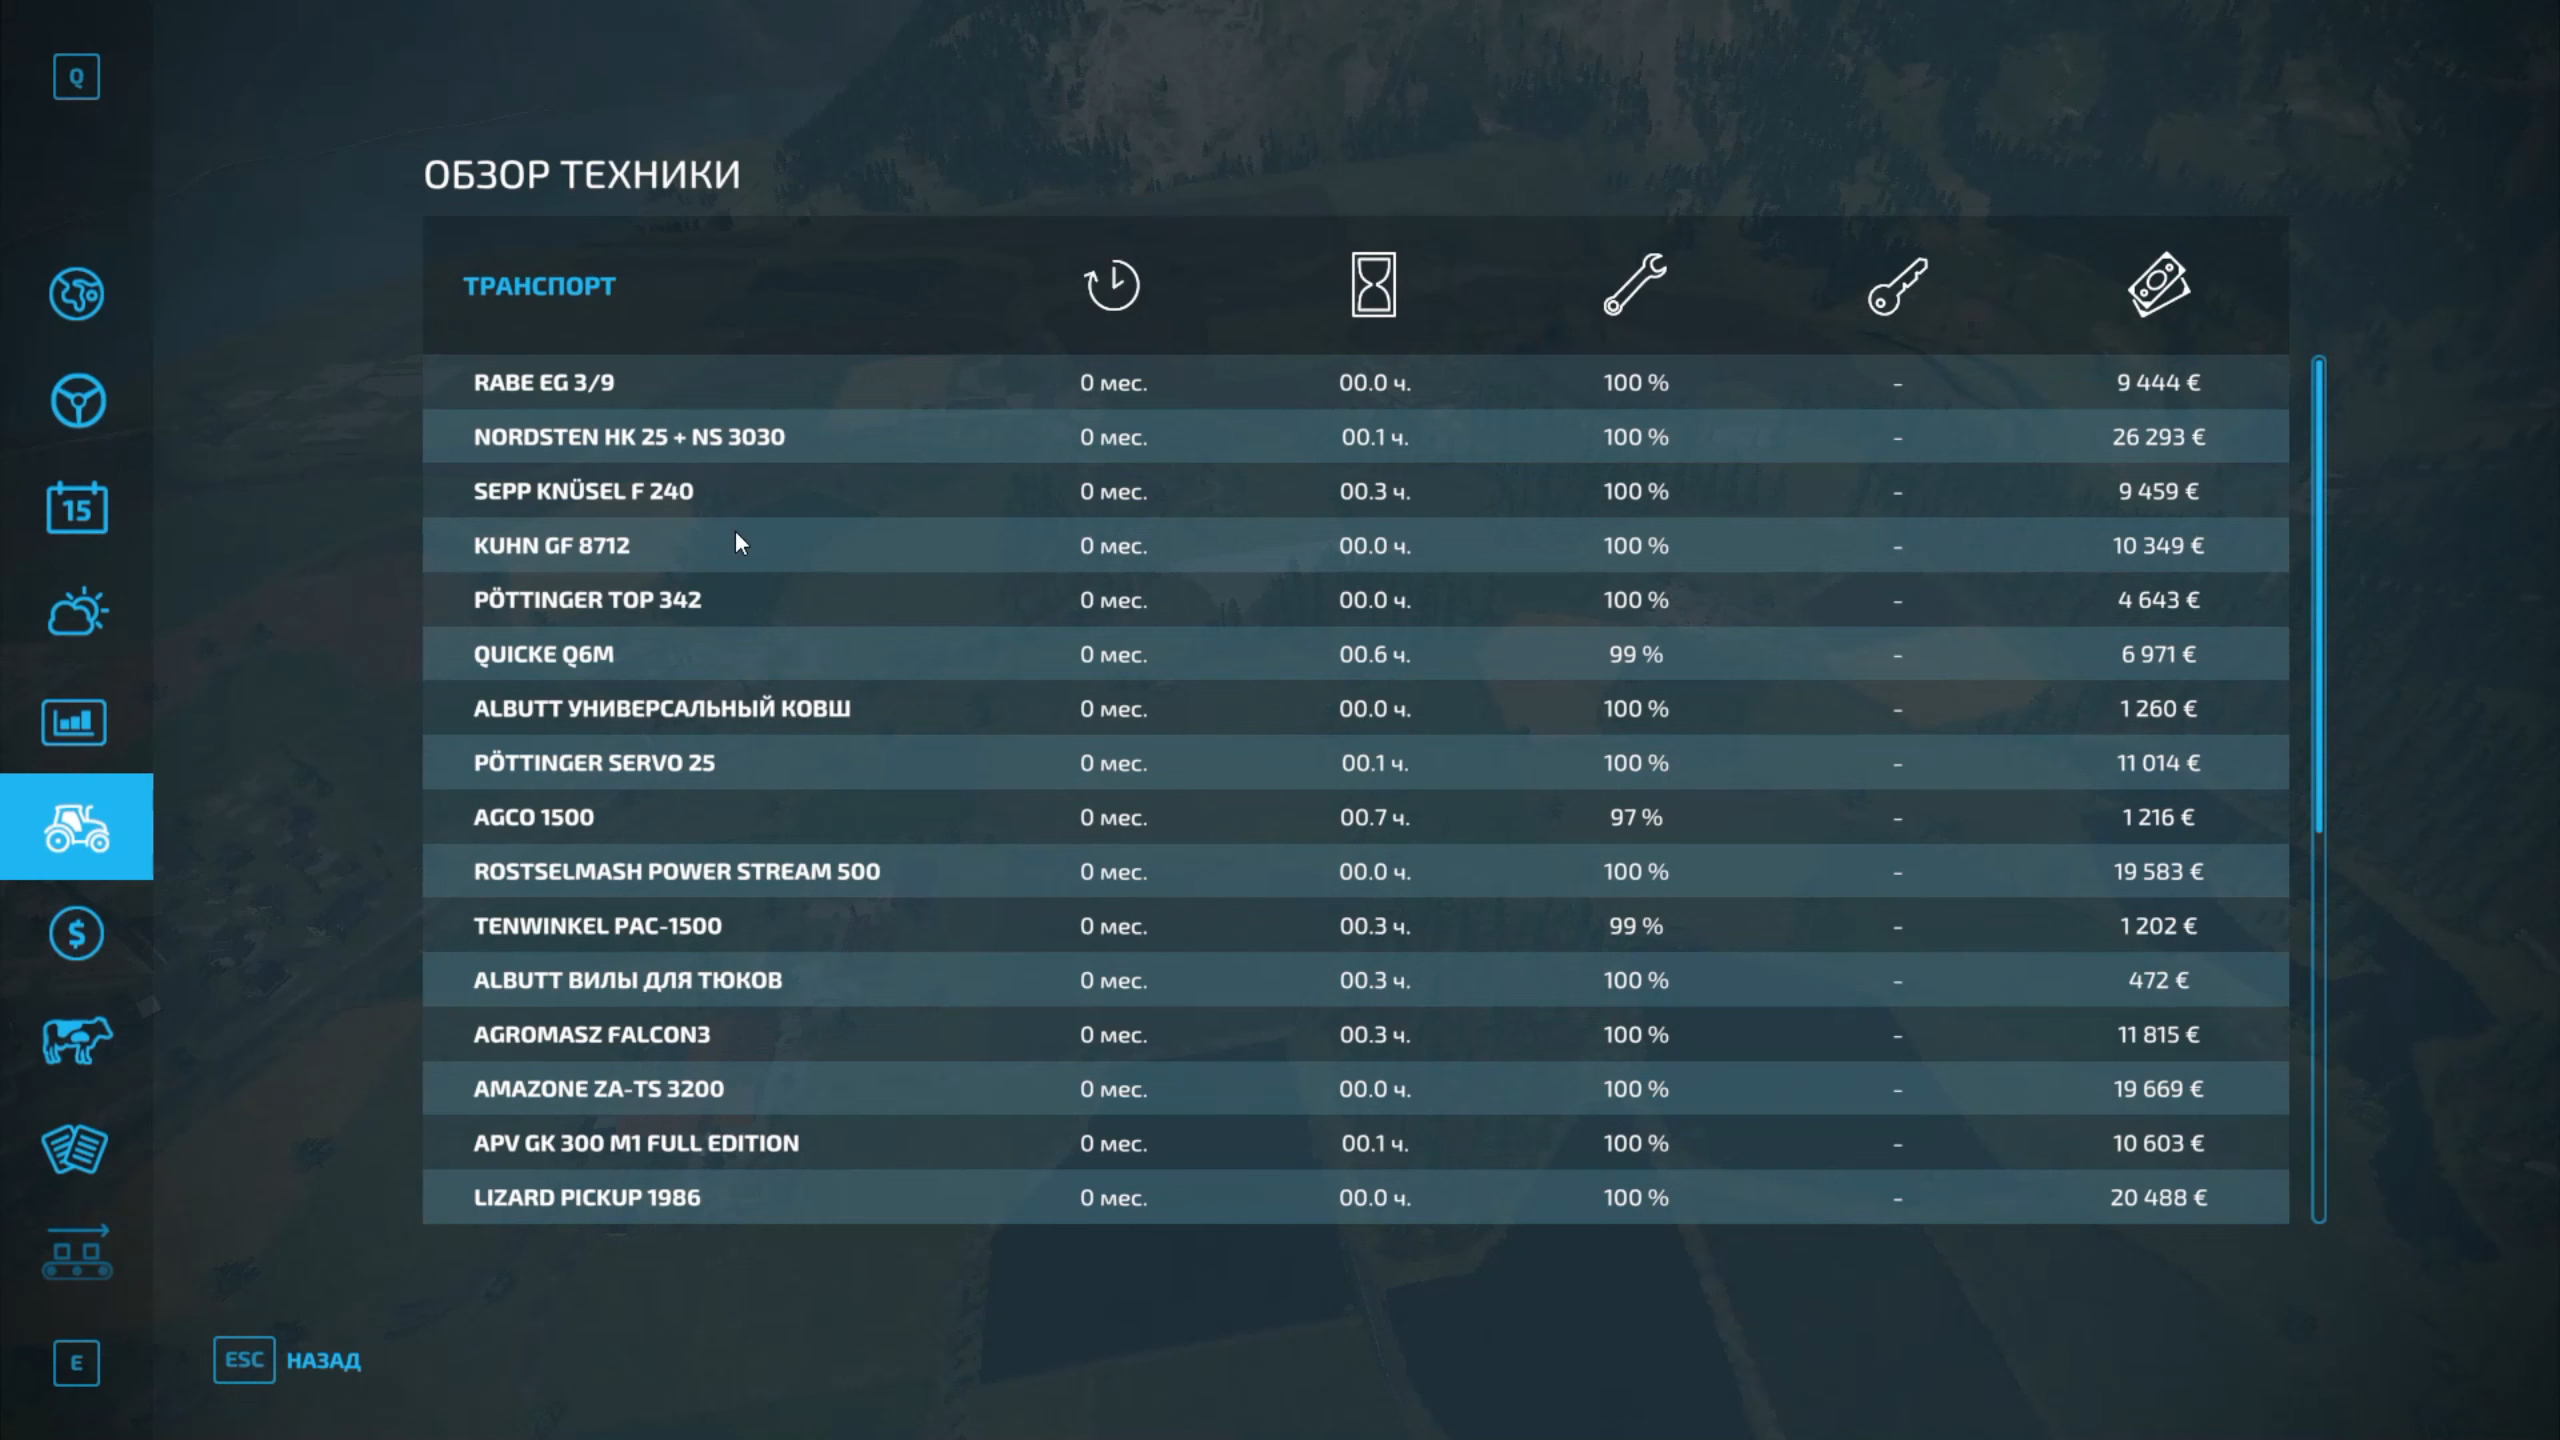 Q
ОБЗОР ТЕХНИКИ
ТРАНСПОРТ
RABE EG 3/9 0 мес. 00.0 ч. 100 % - 9 444 €
NORDSTEN HK 25 + NS 3030 0 мес. 00.1 ч. 100 % - 26 293 €
SEPP KNÜSEL F 240 0 мес. 00.3 ч. 100 % - 9 459 €
15
KUHN GF 8712 0 мес. 00.0 ч. 100 % - 10 349 €
PÖTTINGER TOP 342 0 мес. 00.0 ч. 100 % - 4 643 €
QUICKE Q6M 0 мес. 00.6 ч. 99 % - 6 971 €
ALBUTT УНИВЕРСАЛЬНЫЙ КОВШ 0 мес. 00.0 ч. 100 % - 1 260 €
PÖTTINGER SERVO 25 0 мес. 00.1 ч. 100 % - 11 014 €
AGCO 1500 0 мес. 00.7 ч. 97 % - 1 216 €
ROSTSELMASH POWER STREAM 500 0 мес. 00.0 ч. 100 % - 19 583 €
TENWINKEL PAC-1500 0 мес. 00.3 ч. 99 % - 1 202 €
$
ALBUTT ВИЛЫ ДЛЯ ТЮКОВ 0 мес. 00.3 ч. 100 % - 472 €
AGROMASZ FALCON3 0 мес. 00.3 ч. 100 % - 11 815 €
AMAZONE ZA-TS 3200 0 мес. 00.0 ч. 100 % - 19 669 €
APV GK 300 M1 FULL EDITION 0 мес. 00.1 ч. 100 % - 10 603 €
LIZARD PICKUP 1986 0 мес. 00.0 ч. 100 % - 20 488 €
E
ESC НАЗАД